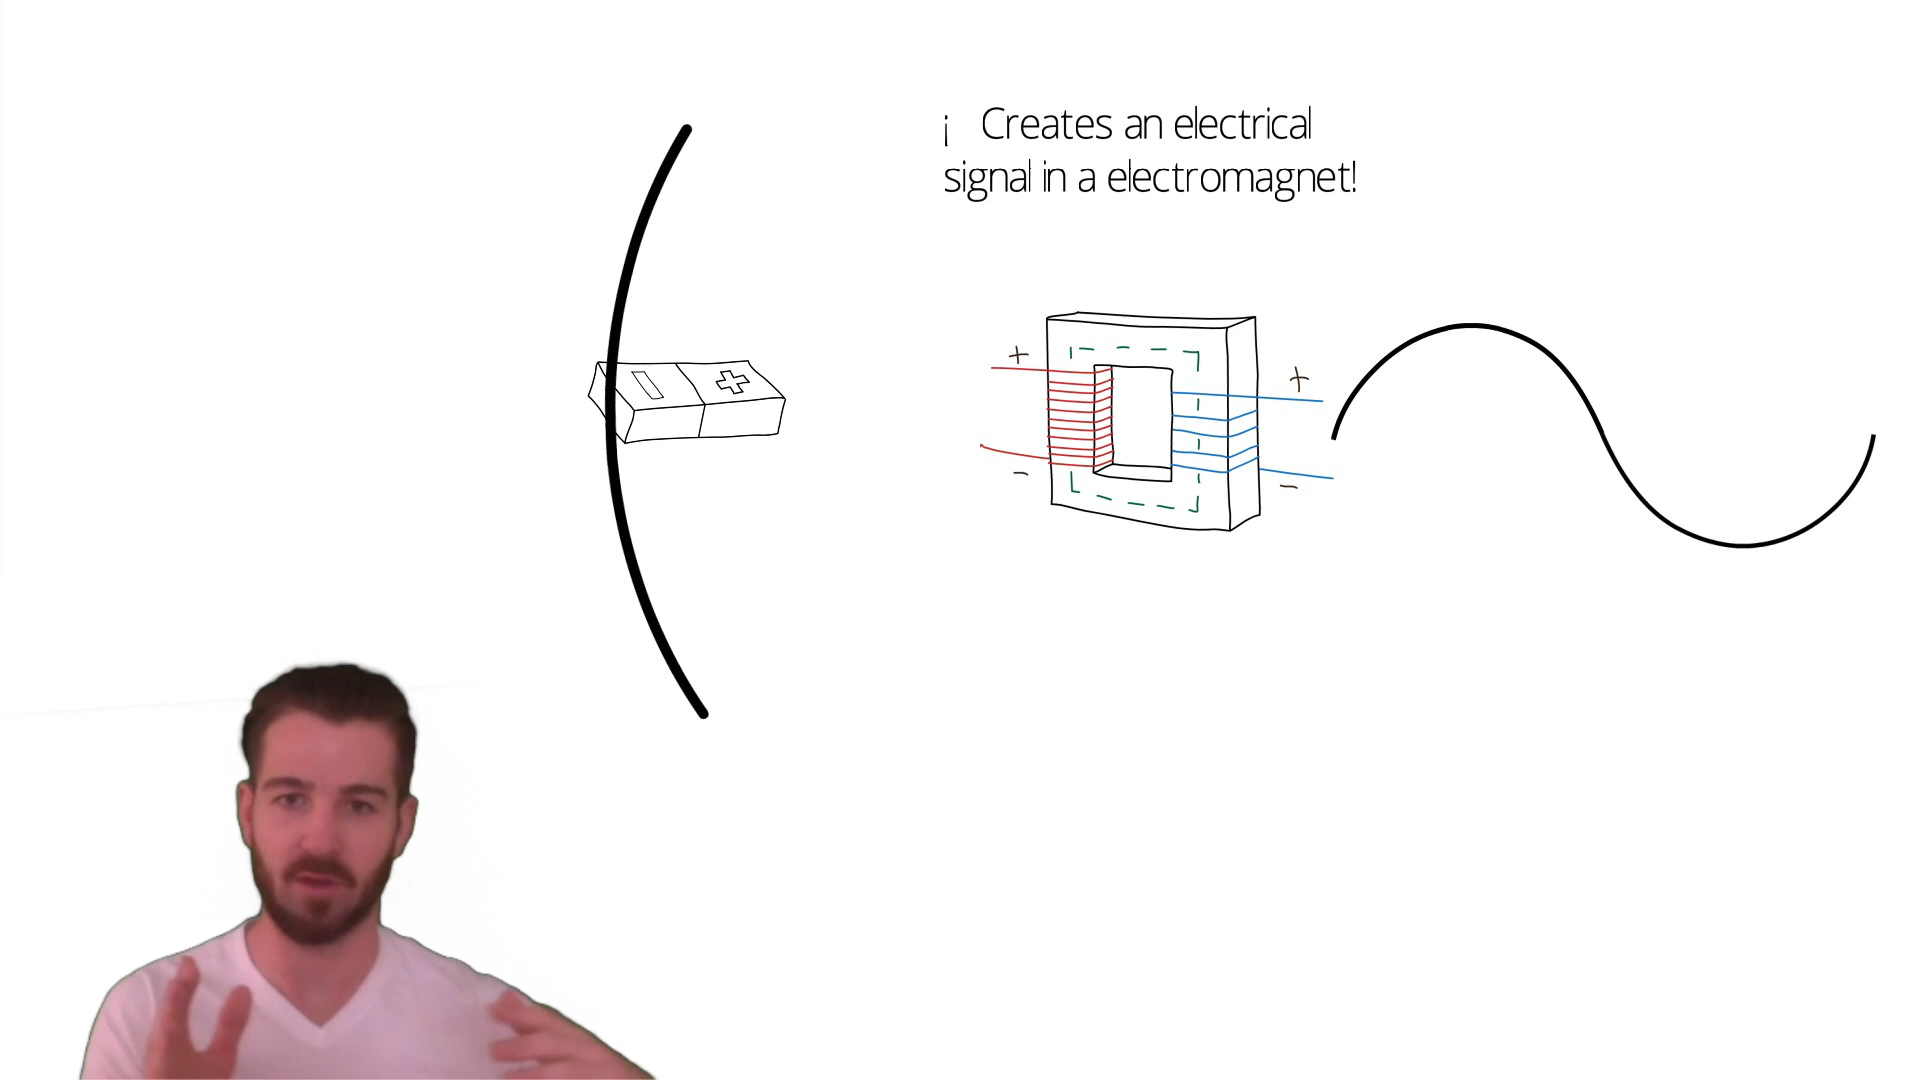 ¡ Creates an electrical
signal in a electromagnet!
+
+
-
-